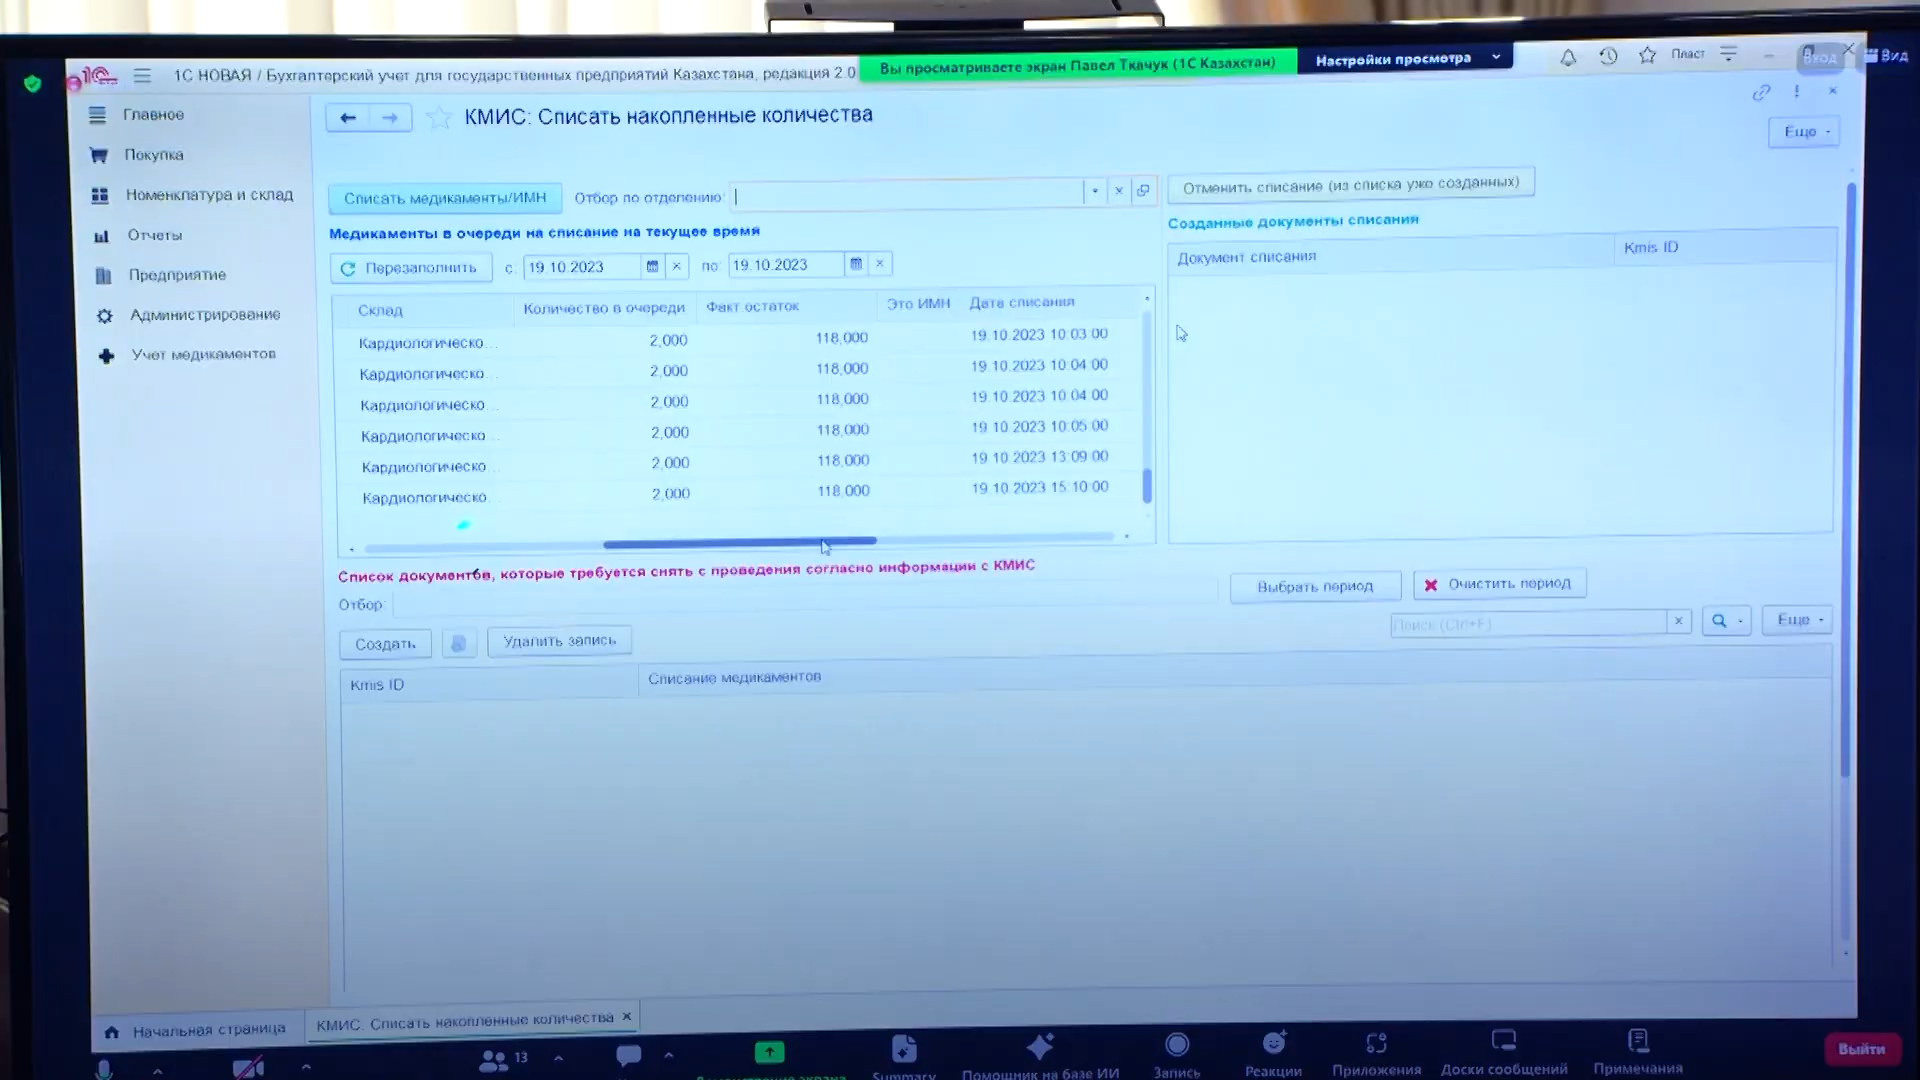 1С НОВАЯ / Бухгалтерский учет для государственных предприятий Казахстана, редакция 2.0
Вы просматриваете экран Павел Ткачук (1С Казахстан)
Настройки просмотра
Пласт
Вход
Вид
Главное
Покупка
Номенклатура и склад
Отчеты
Предприятие
Администрирование
Учет медикаментов
КМИС: Списать накопленные количества
Еще
Списать медикаменты/ИМН
Отбор по отделению:
Отменить списание (из списка уже созданных)
Медикаменты в очереди на списание на текущее время
Созданные документы списания
Перезаполнить
с: 19.10.2023
по: 19.10.2023
Документ списания Kmis ID
Склад Количество в очереди Факт остаток Это ИМН Дата списания
Кардиологическо... 2,000 118,000 19.10.2023 10:03:00
Кардиологическо... 2,000 118,000 19.10.2023 10:04:00
Кардиологическо... 2,000 118,000 19.10.2023 10:04:00
Кардиологическо... 2,000 118,000 19.10.2023 10:05:00
Кардиологическо... 2,000 118,000 19.10.2023 13:09:00
Кардиологическо... 2,000 118,000 19.10.2023 15:10:00
Список документов, которые требуется снять с проведения согласно информации с КМИС
Отбор:
Выбрать период
Очистить период
Создать
Удалить запись
Поиск (Ctrl+F)
Еще
Kmis ID Списание медикаментов
Начальная страница
КМИС: Списать накопленные количества
13
Summary
Помощник на базе ИИ
Запись
Реакции
Приложения
Доски сообщений
Примечания
Выйти